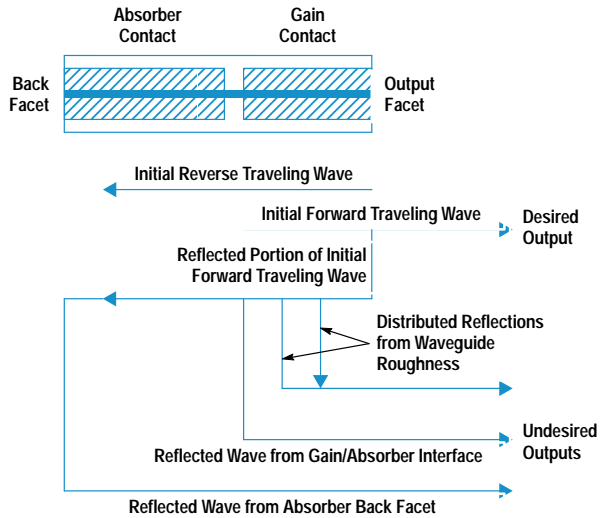 Absorber
Contact
Gain
Contact
Back
Facet
Output
Facet
Initial Reverse Traveling Wave
Initial Forward Traveling Wave
Desired
Output
Reflected Portion of Initial
Forward Traveling Wave
Distributed Reflections
from Waveguide
Roughness
Undesired
Outputs
Reflected Wave from Gain/Absorber Interface
Reflected Wave from Absorber Back Facet